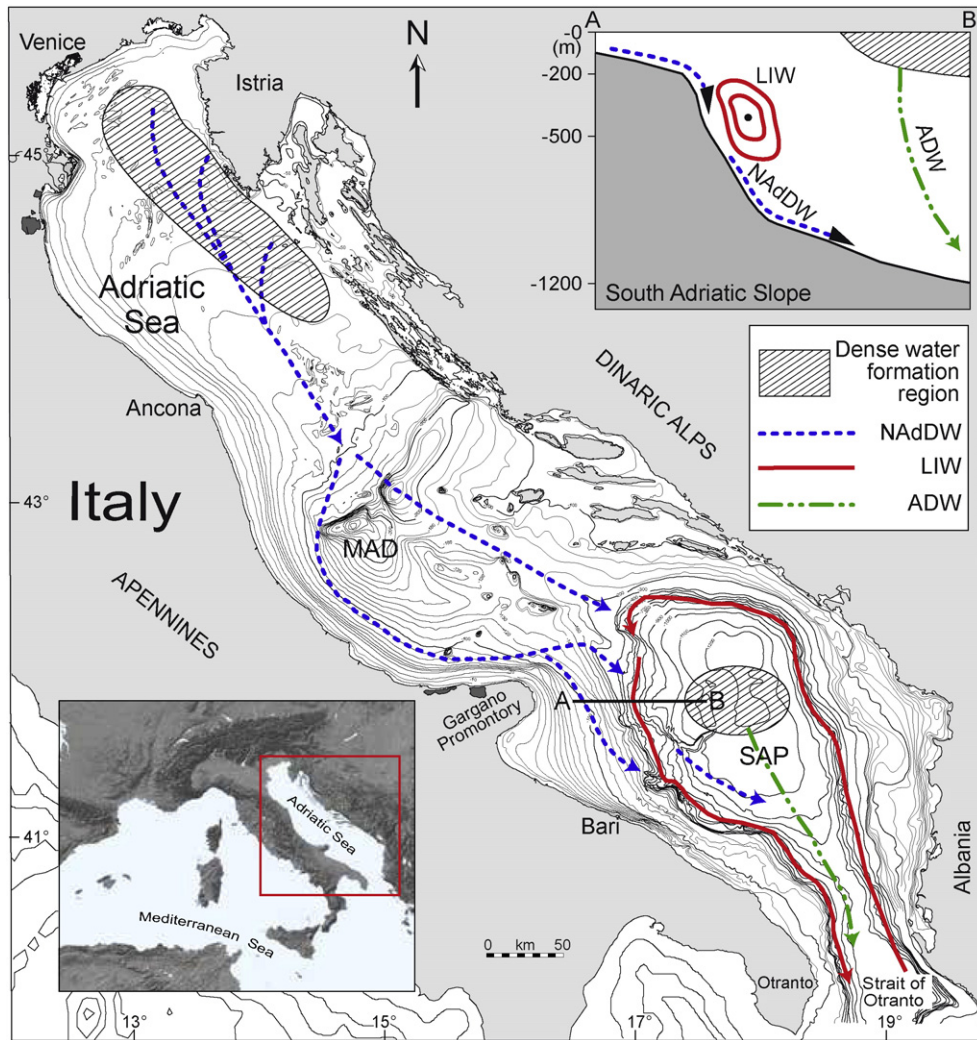 Venice
Istria
N
45°
Adriatic
Sea
Ancona
43°
Italy
MAD
APENNINES
DINARIC ALPS
Gargano
Promontory
A
B
SAP
41°
Bari
Albania
Otranto
Strait of
Otranto
0 km 50
13°
15°
17°
19°
Adriatic Sea
Mediterranean Sea
A
B
-0
(m)
-200
-500
-1200
LIW
NAdDW
ADW
South Adriatic Slope
Dense water
formation
region
NAdDW
LIW
ADW